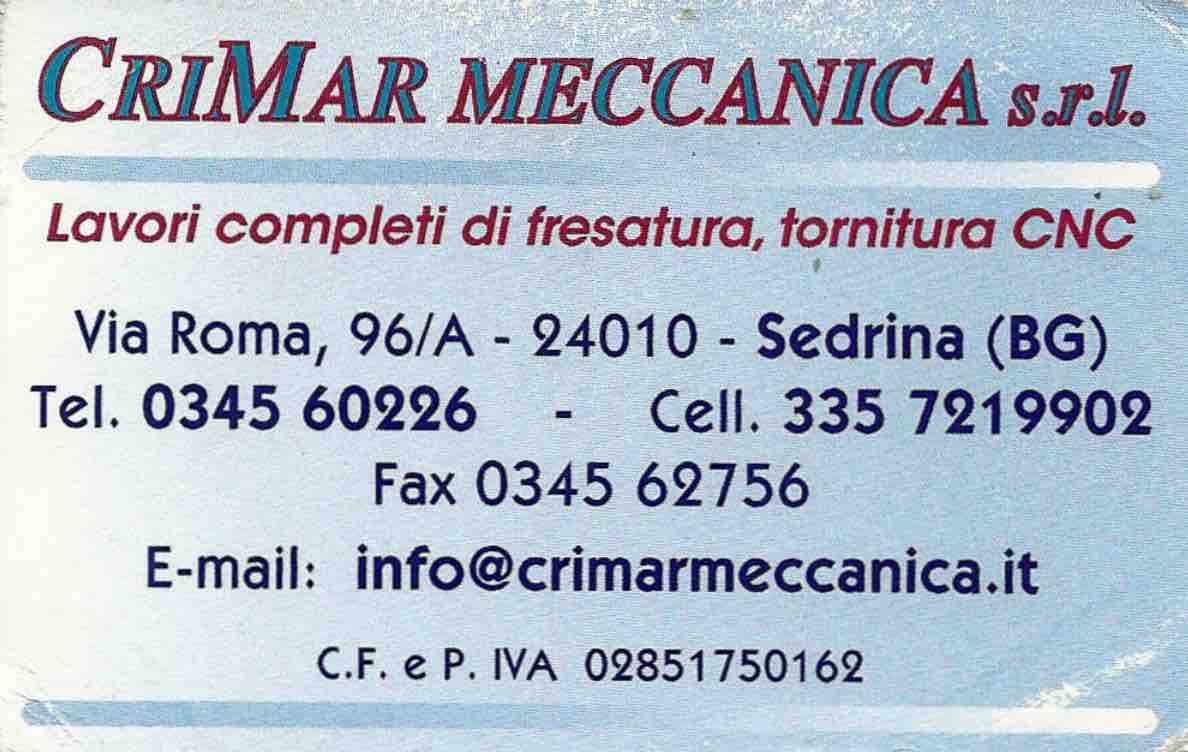 CRIMAR MECCANICA s.r.l.
Lavori completi di fresatura, tornitura CNC
Via Roma, 96/A - 24010 - Sedrina (BG)
Tel. 0345 60226 - Cell. 335 7219902
Fax 0345 62756
E-mail: info@crimarmeccanica.it
C.F. e P. IVA 02851750162